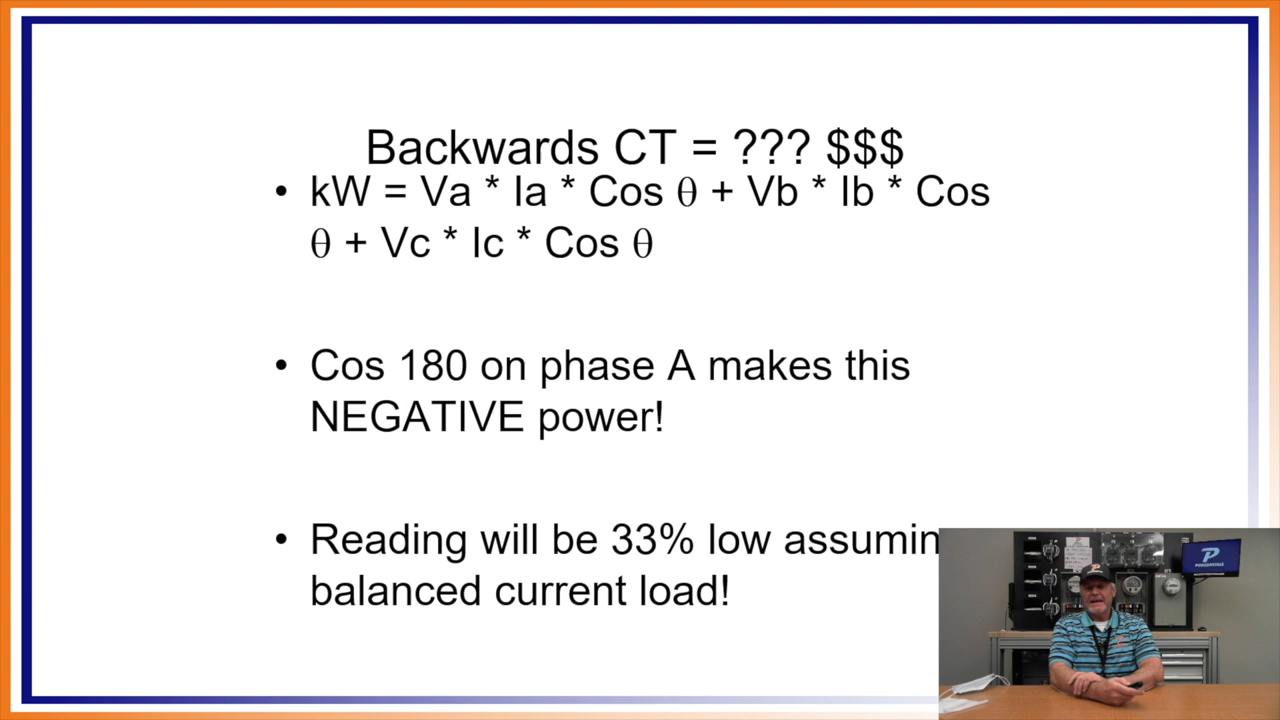 Backwards CT = ??? $$$
• kW = Va * Ia * Cos θ + Vb * Ib * Cos
θ + Vc * Ic * Cos θ
• Cos 180 on phase A makes this
NEGATIVE power!
• Reading will be 33% low assumin
balanced current load!
P